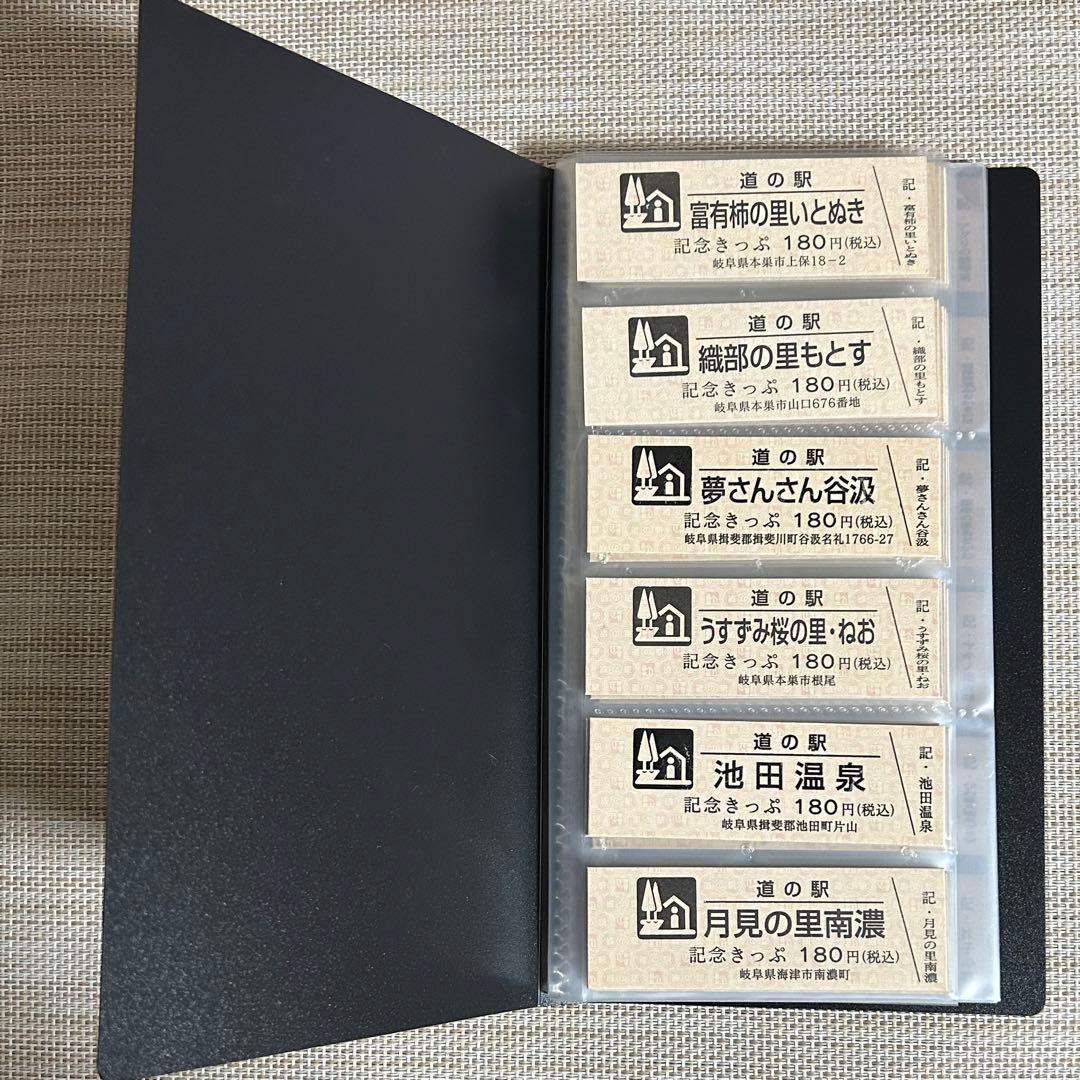 道の駅
富有柿の里いとぬき
記念きっぷ 180円(税込)
岐阜県本巣市上保18-2
記・富有柿の里いとぬき
道の駅
織部の里もとす
記念きっぷ 180円(税込)
岐阜県本巣市山口676番地
記・織部の里もとす
道の駅
夢さんさん谷汲
記念きっぷ 180円(税込)
岐阜県揖斐郡揖斐川町谷汲名礼1766-27
記・夢さんさん谷汲
道の駅
うすずみ桜の里・ねお
記念きっぷ 180円(税込)
岐阜県本巣市根尾
記・うすずみ桜の里・ねお
道の駅
池田温泉
記念きっぷ 180円(税込)
岐阜県揖斐郡池田町片山
記・池田温泉
道の駅
月見の里南濃
記念きっぷ 180円(税込)
岐阜県海津市南濃町
記・月見の里南濃